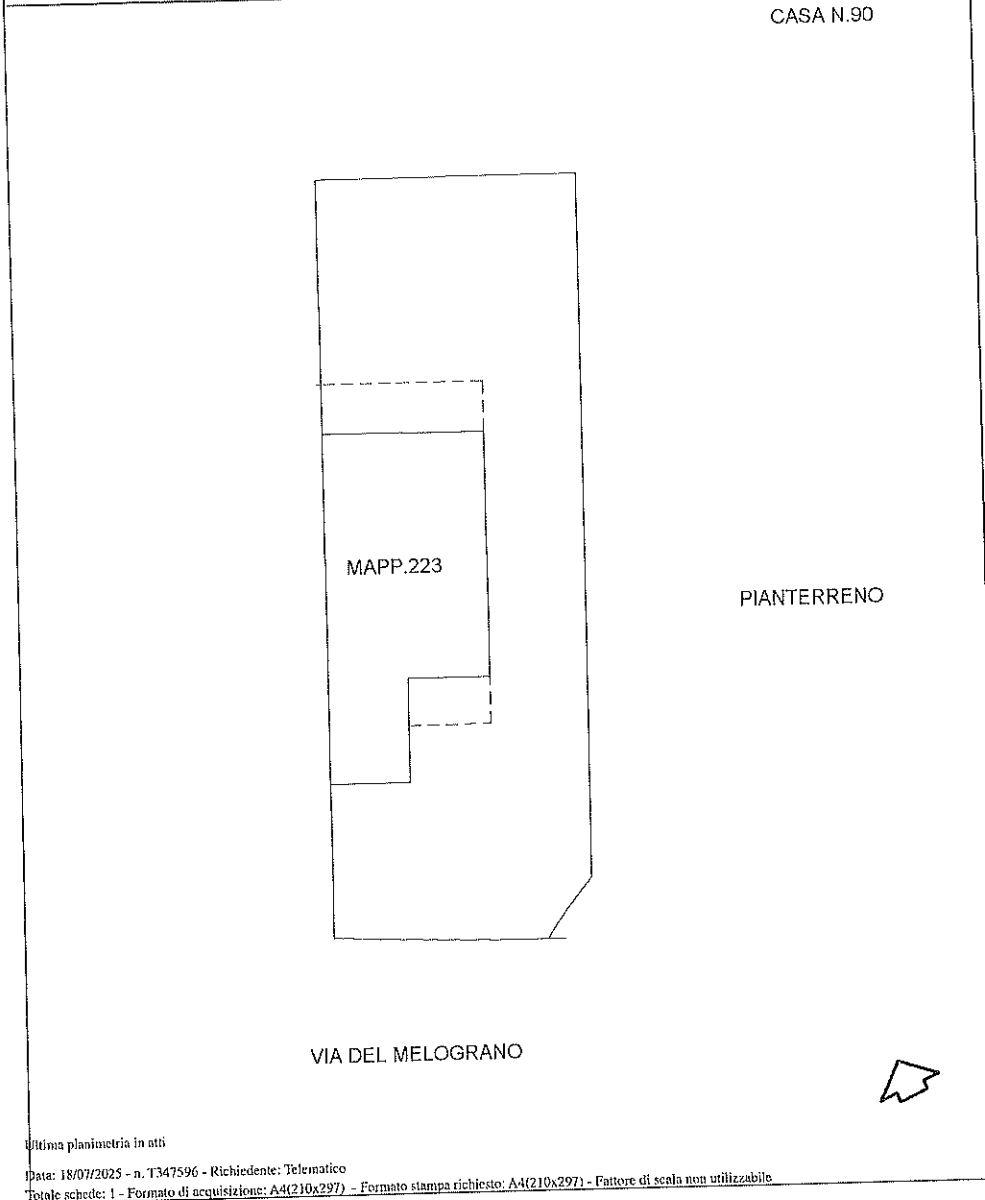 CASA N.90
MAPP.223
PIANTERRENO
VIA DEL MELOGRANO
Ultima planimetria in atti
Data: 18/07/2025 - n. T347596 - Richiedente: Telematico
Totale schede: 1 - Formato di acquisizione: A4(210x297) - Formato stampa richiesto: A4(210x297) - Fattore di scala non utilizzabile